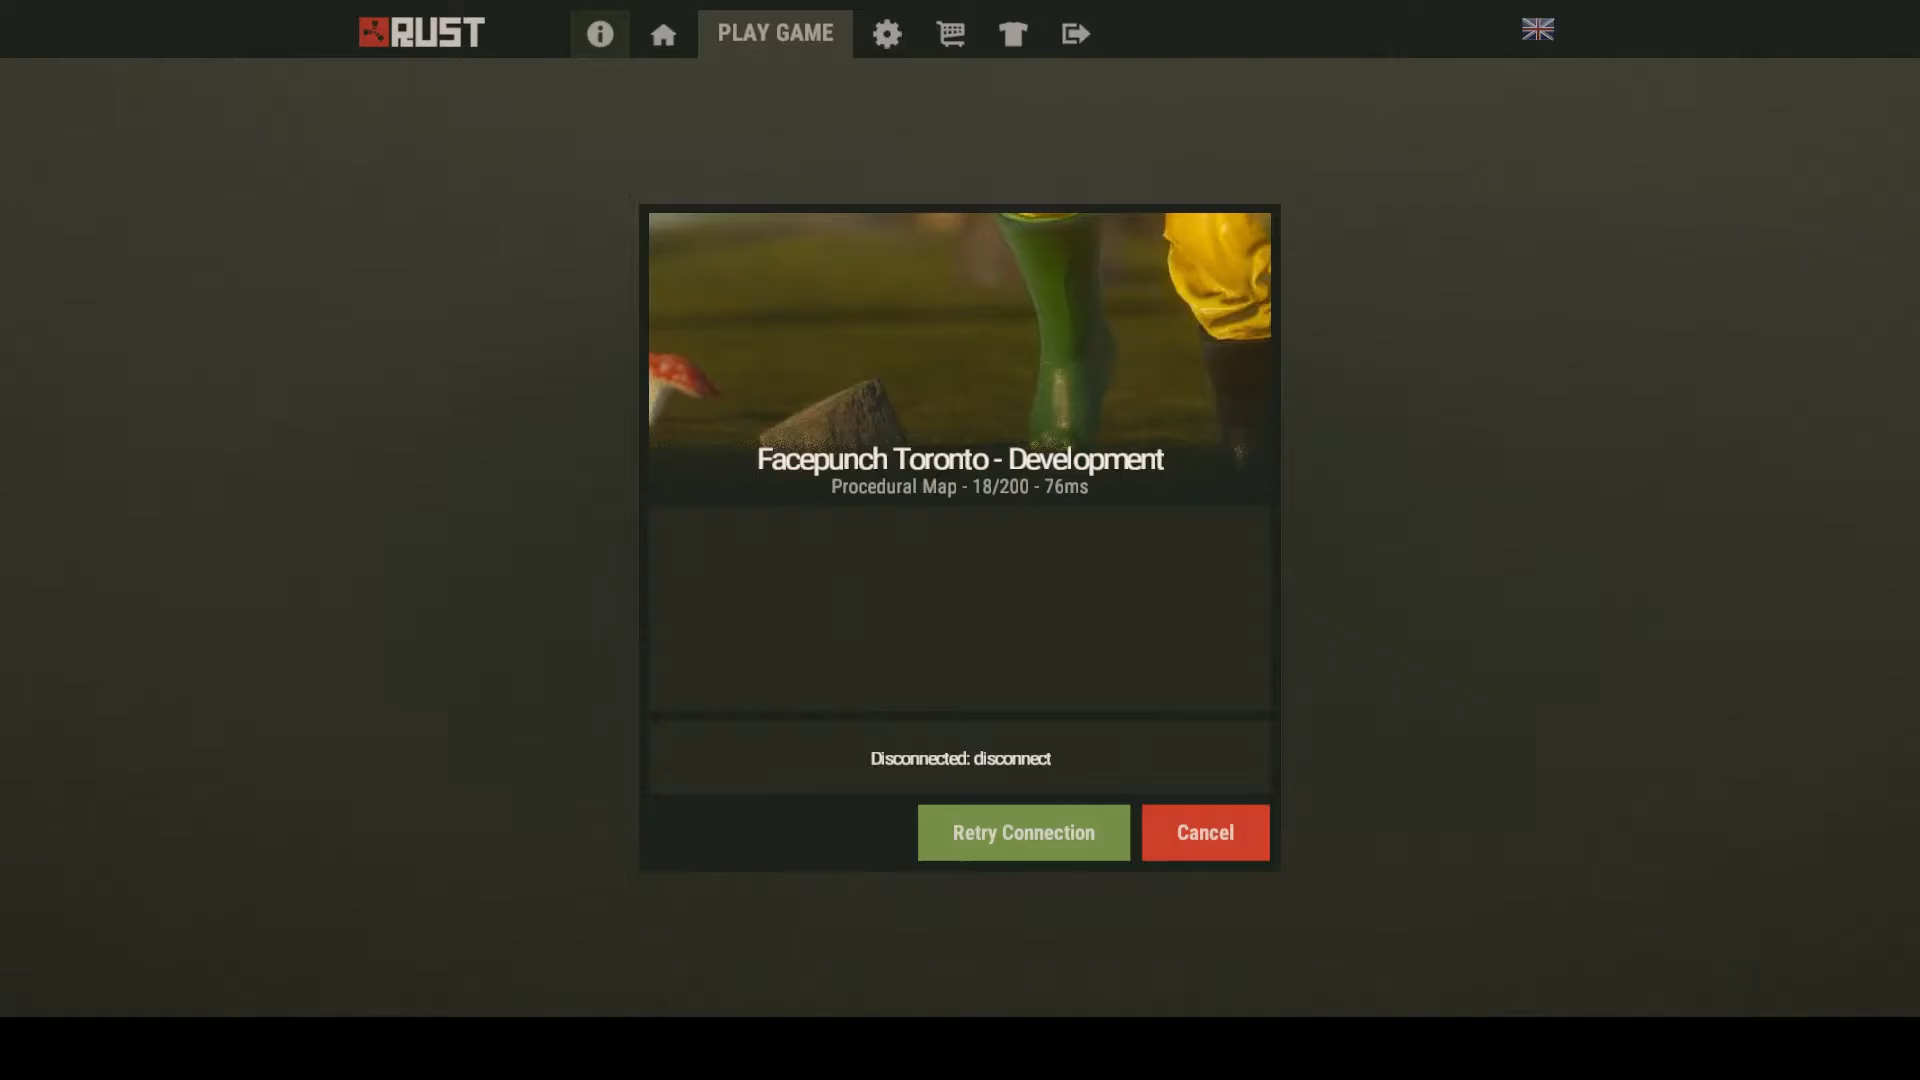 RUST
PLAY GAME
Facepunch Toronto - Development
Procedural Map - 18/200 - 76ms
Disconnected: disconnect
Retry Connection
Cancel